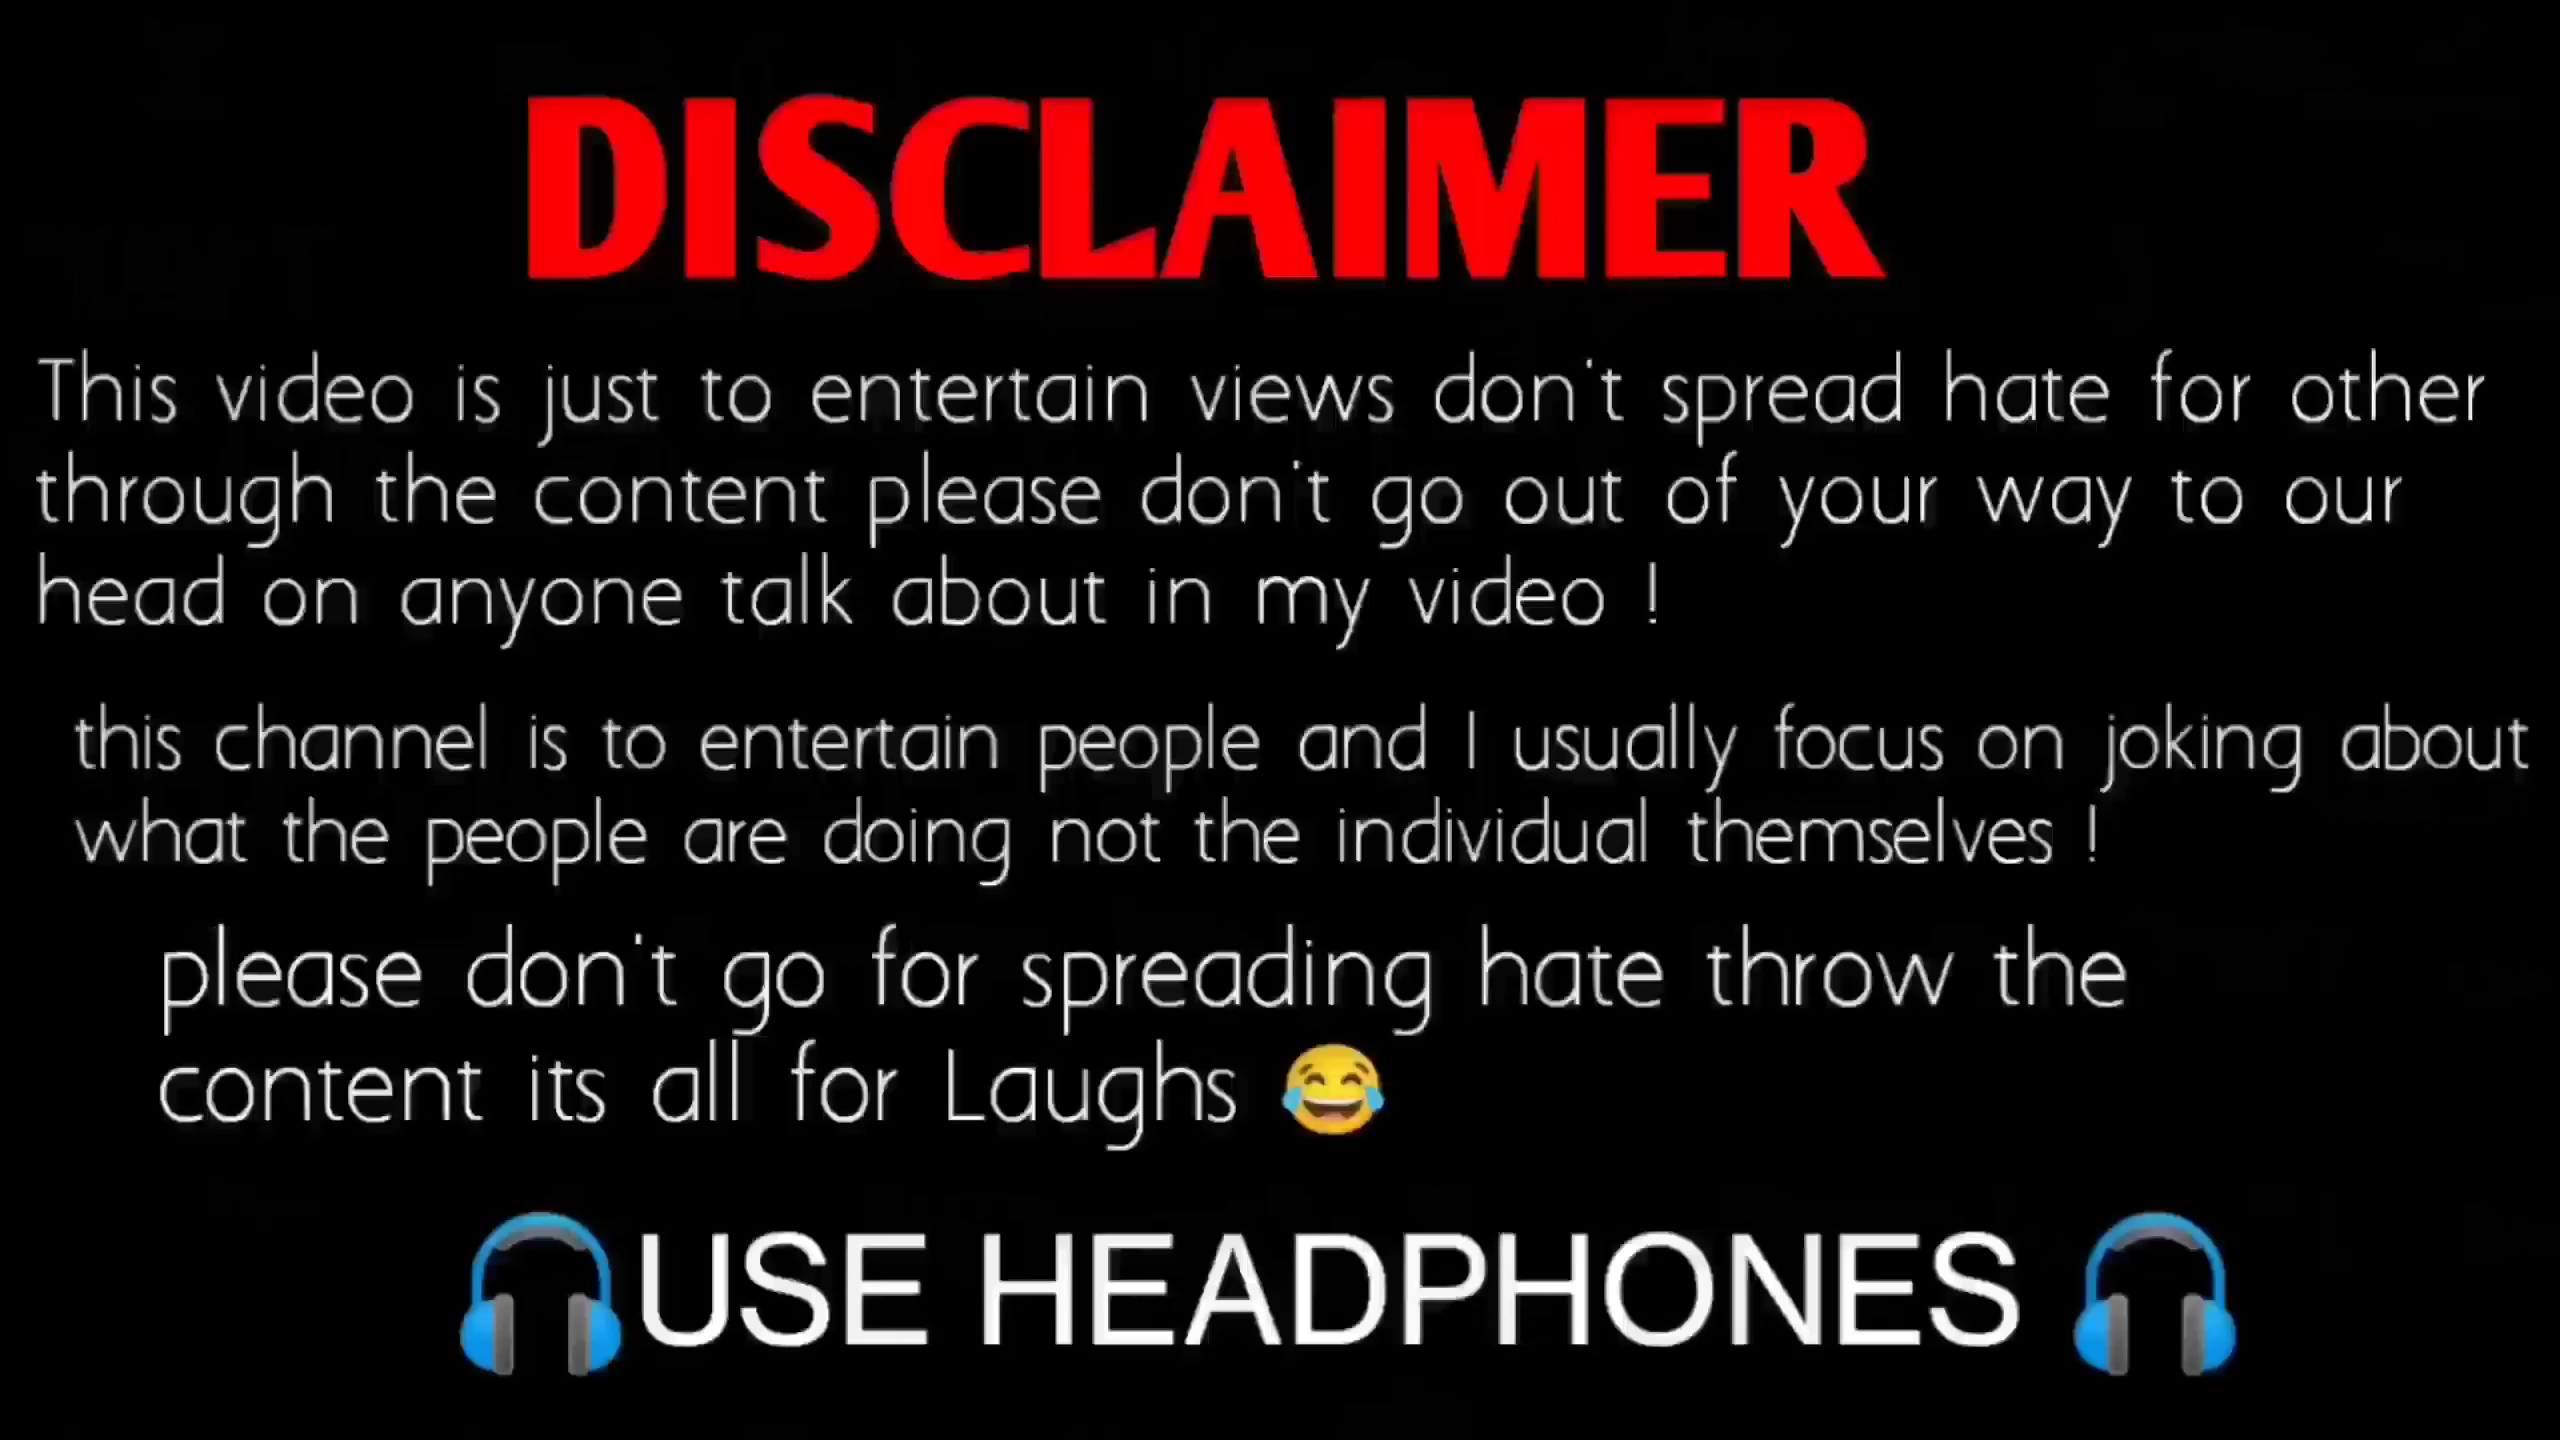 DISCLAIMER
This video is just to entertain views don't spread hate for other
through the content please don't go out of your way to our
head on anyone talk about in my video !
this channel is to entertain people and I usually focus on joking about
what the people are doing not the individual themselves !
please don't go for spreading hate throw the
content its all for Laughs 😂
🎧USE HEADPHONES 🎧